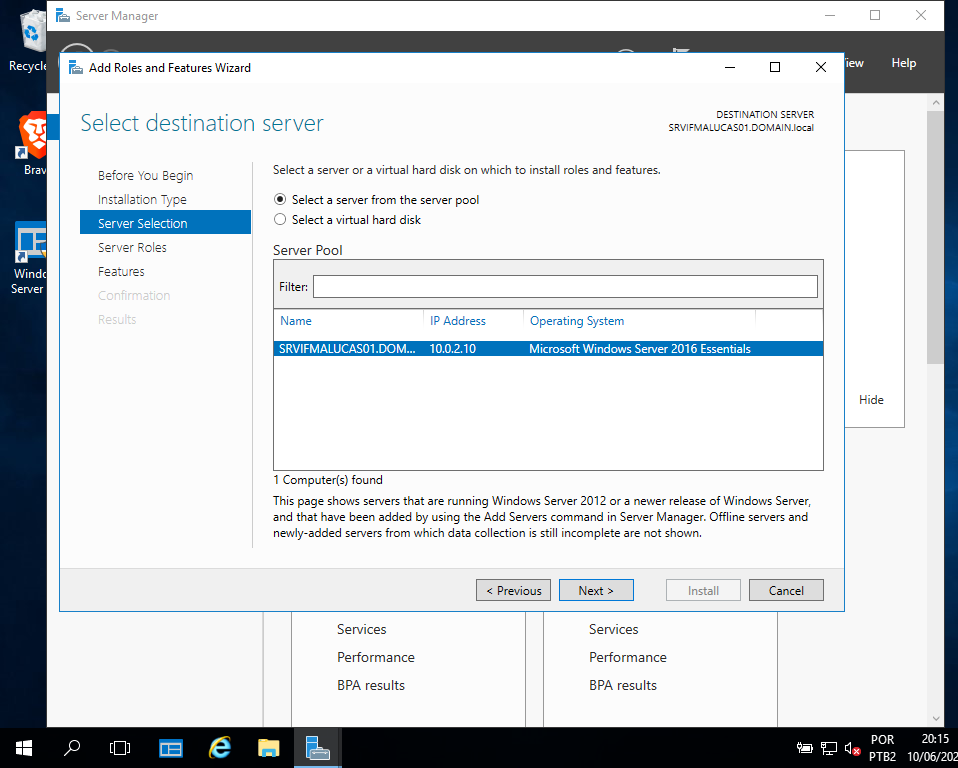 Server Manager
Recycle
Help
Add Roles and Features Wizard
Select destination server
DESTINATION SERVER
SRVIFMALUCAS01.DOMAIN.local
Before You Begin
Installation Type
Server Selection
Server Roles
Features
Confirmation
Results
Select a server or a virtual hard disk on which to install roles and features.
Select a server from the server pool
Select a virtual hard disk
Server Pool
Filter:
Name IP Address Operating System
SRVIFMALUCAS01.DOM... 10.0.2.10 Microsoft Windows Server 2016 Essentials
1 Computer(s) found
This page shows servers that are running Windows Server 2012 or a newer release of Windows Server,
and that have been added by using the Add Servers command in Server Manager. Offline servers and
newly-added servers from which data collection is still incomplete are not shown.
< Previous Next > Install Cancel
Brav
Windo
Server
Hide
Services
Performance
BPA results
Services
Performance
BPA results
POR
PTB2
20:15
10/06/202